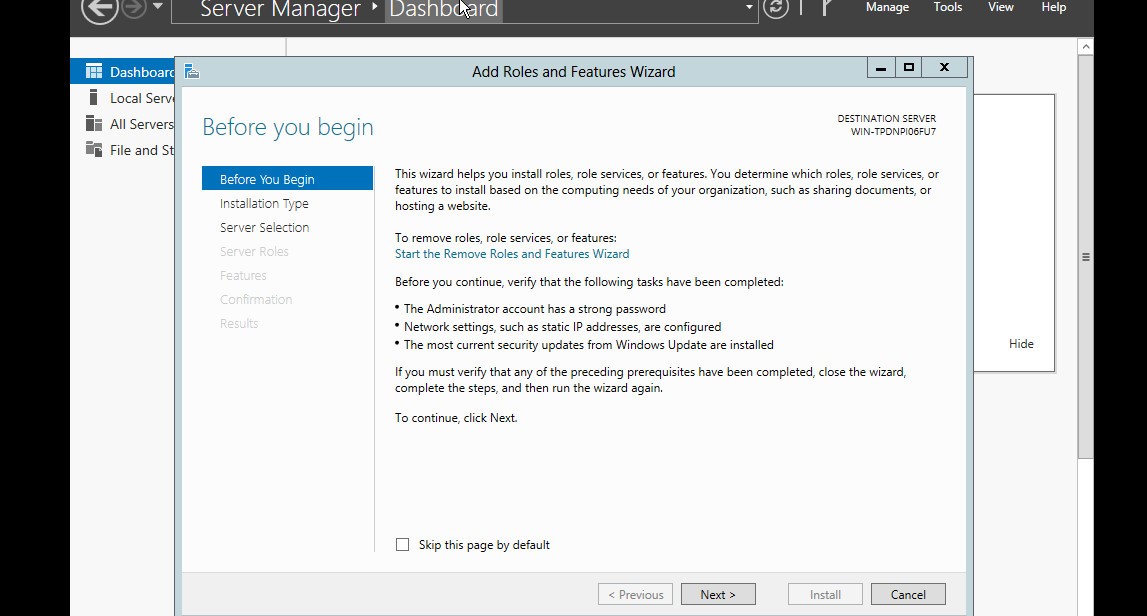 Server Manager
Dashboard
Manage
Tools
View
Help
Dashboard
Local Serv
All Servers
File and St
Add Roles and Features Wizard
Before you begin
DESTINATION SERVER
WIN-TPDNPI06FU7
Before You Begin
Installation Type
Server Selection
Server Roles
Features
Confirmation
Results
This wizard helps you install roles, role services, or features. You determine which roles, role services, or
features to install based on the computing needs of your organization, such as sharing documents, or
hosting a website.
To remove roles, role services, or features:
Start the Remove Roles and Features Wizard
Before you continue, verify that the following tasks have been completed:
• The Administrator account has a strong password
• Network settings, such as static IP addresses, are configured
• The most current security updates from Windows Update are installed
If you must verify that any of the preceding prerequisites have been completed, close the wizard,
complete the steps, and then run the wizard again.
To continue, click Next.
Skip this page by default
Hide
< Previous
Next >
Install
Cancel